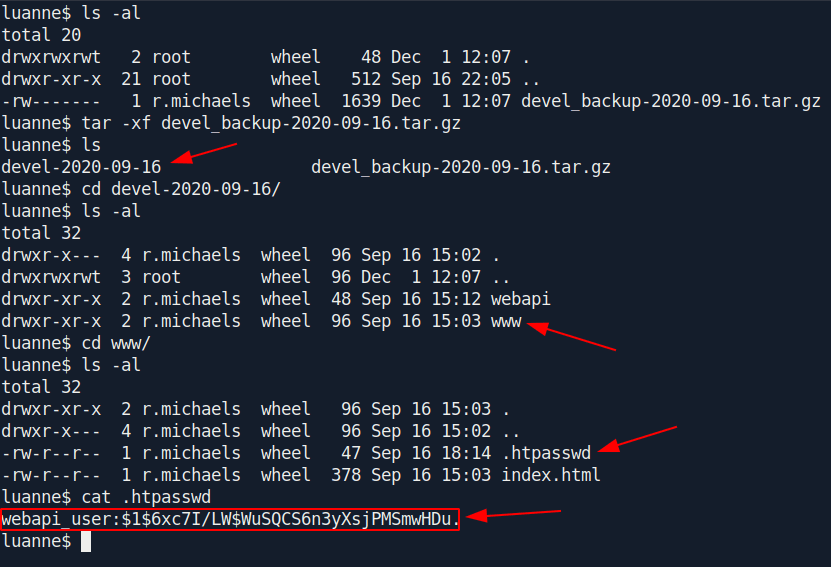 luanne$ ls -al
total 20
drwxrwxrwt   2 root        wheel    48 Dec  1 12:07 .
drwxr-xr-x  21 root        wheel   512 Sep 16 22:05 ..
-rw-------   1 r.michaels  wheel  1639 Dec  1 12:07 devel_backup-2020-09-16.tar.gz
luanne$ tar -xf devel_backup-2020-09-16.tar.gz
luanne$ ls
devel-2020-09-16               devel_backup-2020-09-16.tar.gz
luanne$ cd devel-2020-09-16/
luanne$ ls -al
total 32
drwxr-x---  4 r.michaels  wheel  96 Sep 16 15:02 .
drwxrwxrwt  3 root        wheel  96 Dec  1 12:07 ..
drwxr-xr-x  2 r.michaels  wheel  48 Sep 16 15:12 webapi
drwxr-xr-x  2 r.michaels  wheel  96 Sep 16 15:03 www
luanne$ cd www/
luanne$ ls -al
total 32
drwxr-xr-x  2 r.michaels  wheel   96 Sep 16 15:03 .
drwxr-x---  4 r.michaels  wheel   96 Sep 16 15:02 ..
-rw-r--r--  1 r.michaels  wheel   47 Sep 16 18:14 .htpasswd
-rw-r--r--  1 r.michaels  wheel  378 Sep 16 15:03 index.html
luanne$ cat .htpasswd
webapi_user:$1$6xc7I/LW$WuSQCS6n3yXsjPMSmwHDu.
luanne$